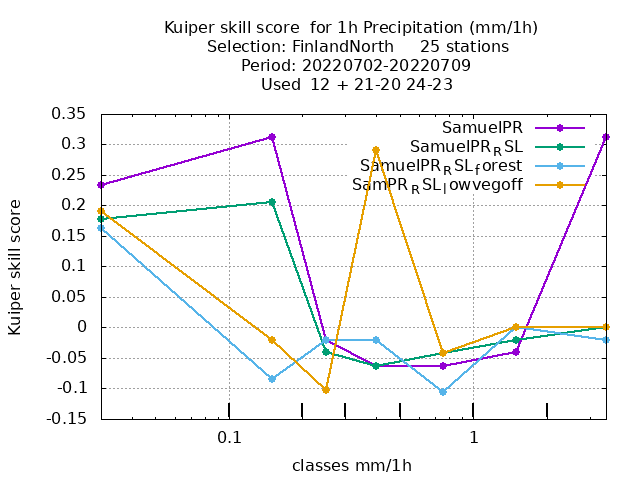 Kuiper skill score  for 1h Precipitation (mm/1h)
Selection: FinlandNorth     25 stations
Period: 20220702-20220709
Used  12 + 21-20 24-23
0.35
0.3
0.25
0.2
0.15
0.1
0.05
0
-0.05
-0.1
-0.15
Kuiper skill score
SamuelPR
SamuelPR_RSL
SamuelPR_RSL_forest
SamPR_RSL_lowvegoff
0.1
1
classes mm/1h